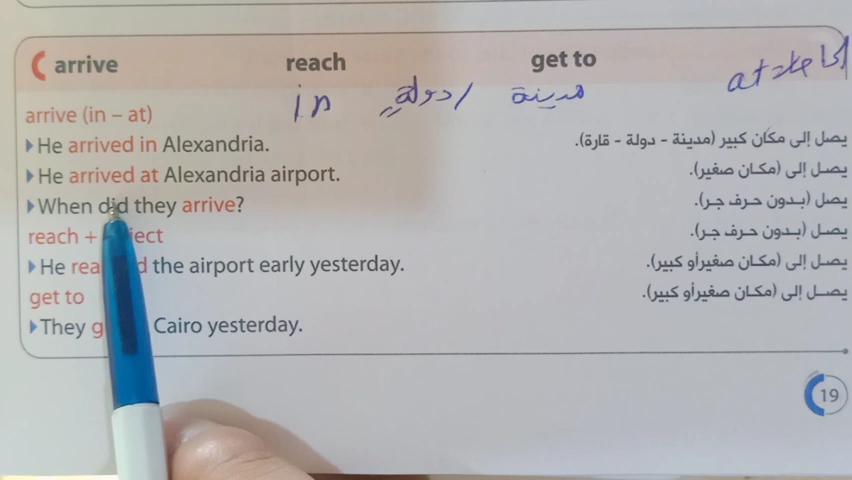 arrive reach get to
in دولة / مدينة at
arrive (in – at)
He arrived in Alexandria. يصل إلى مكان كبير (مدينة - دولة - قارة).
He arrived at Alexandria airport. يصل إلى (مكان صغير).
When did they arrive? يصل (بدون حرف جر).
reach + يصل (بدون حرف جر).
He the airport early yesterday. يصل إلى (مكان صغير أو كبير).
get to يصل إلى (مكان صغير أو كبير).
They Cairo yesterday.
19